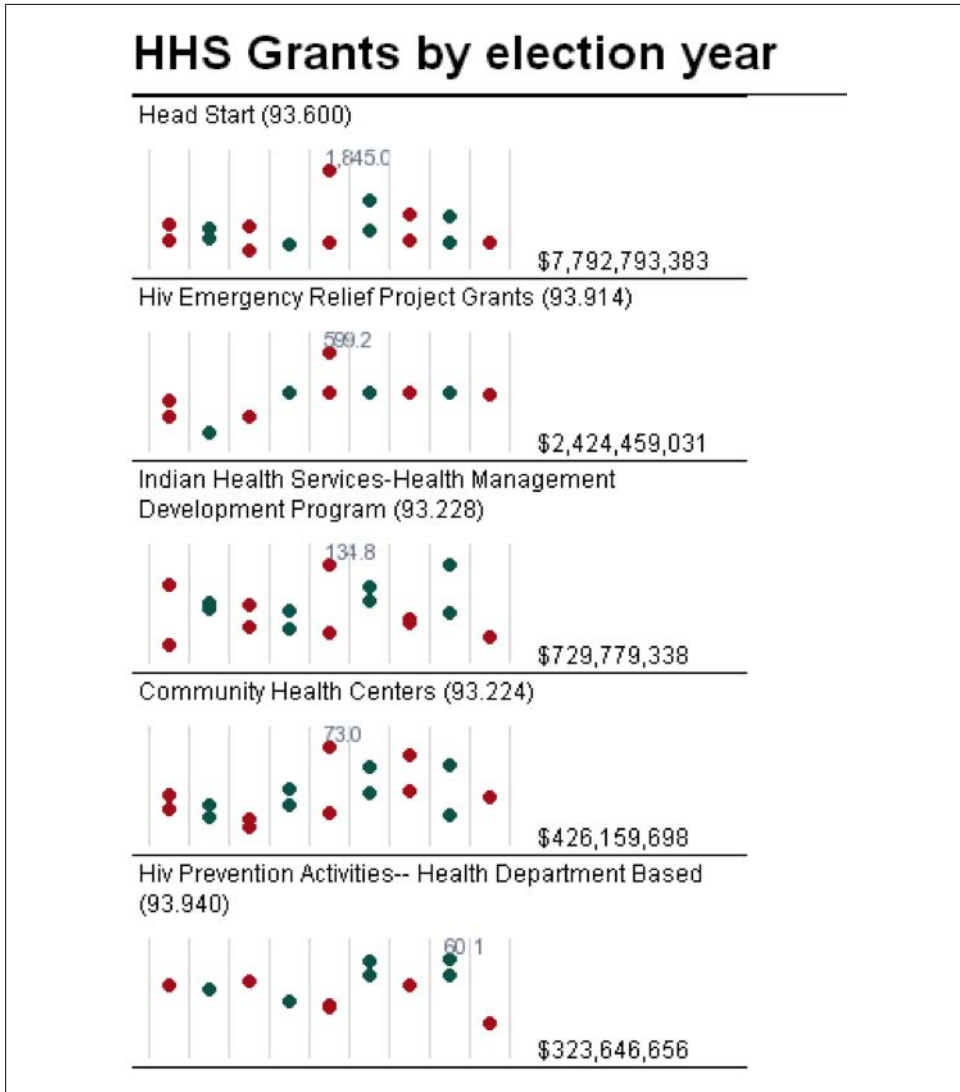 HHS Grants by election year
Head Start (93.600)
1,845.0
$7,792,793,383
Hiv Emergency Relief Project Grants (93.914)
599.2
$2,424,459,031
Indian Health Services-Health Management
Development Program (93.228)
134.8
$729,779,338
Community Health Centers (93.224)
73.0
$426,159,698
Hiv Prevention Activities-- Health Department Based
(93.940)
60.1
$323,646,656